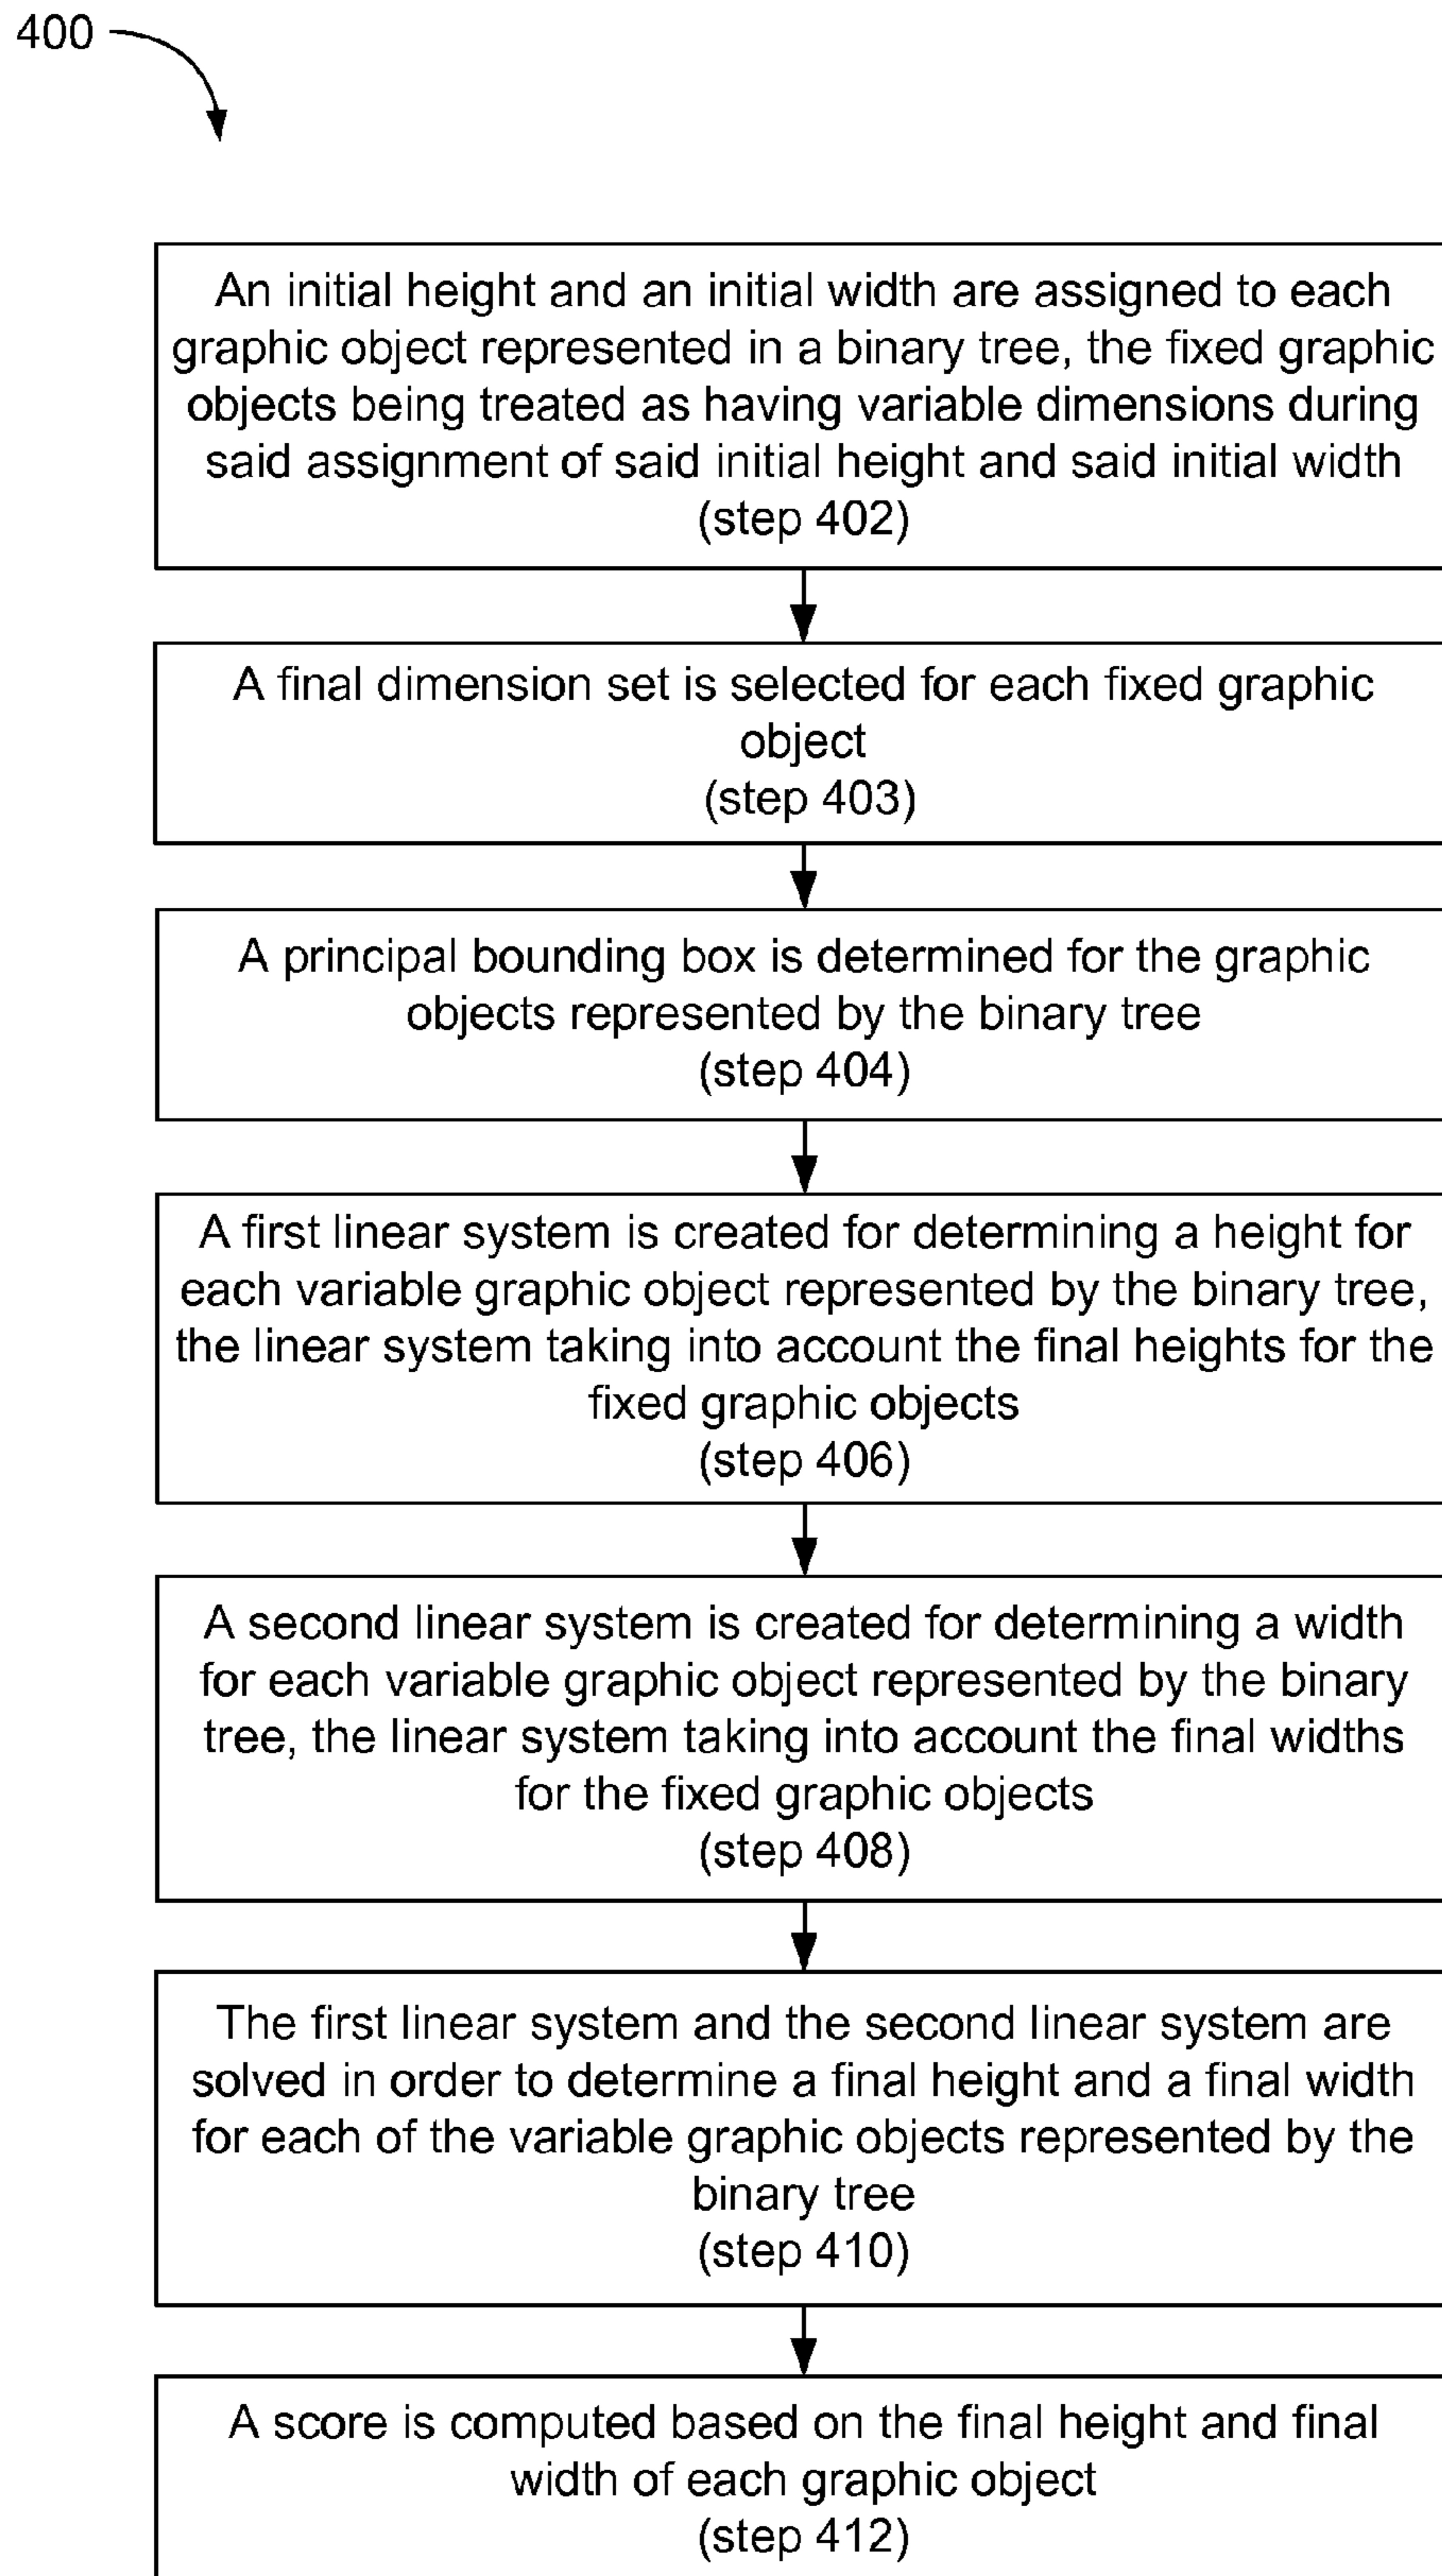 400
An initial height and an initial width are assigned to each
graphic object represented in a binary tree, the fixed graphic
objects being treated as having variable dimensions during
said assignment of said initial height and said initial width
(step 402)
A final dimension set is selected for each fixed graphic
object
(step 403)
A principal bounding box is determined for the graphic
objects represented by the binary tree
(step 404)
A first linear system is created for determining a height for
each variable graphic object represented by the binary tree,
the linear system taking into account the final heights for the
fixed graphic objects
(step 406)
A second linear system is created for determining a width
for each variable graphic object represented by the binary
tree, the linear system taking into account the final widths
for the fixed graphic objects
(step 408)
The first linear system and the second linear system are
solved in order to determine a final height and a final width
for each of the variable graphic objects represented by the
binary tree
(step 410)
A score is computed based on the final height and final
width of each graphic object
(step 412)